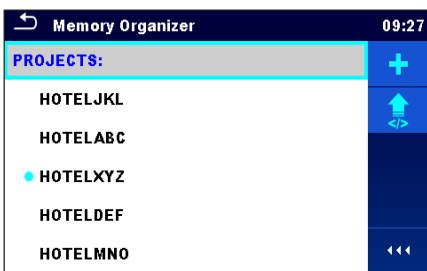 Memory Organizer 09:27
PROJECTS:
HOTELJKL
HOTELABC
</>
HOTELXYZ
HOTELDEF
HOTELMNO